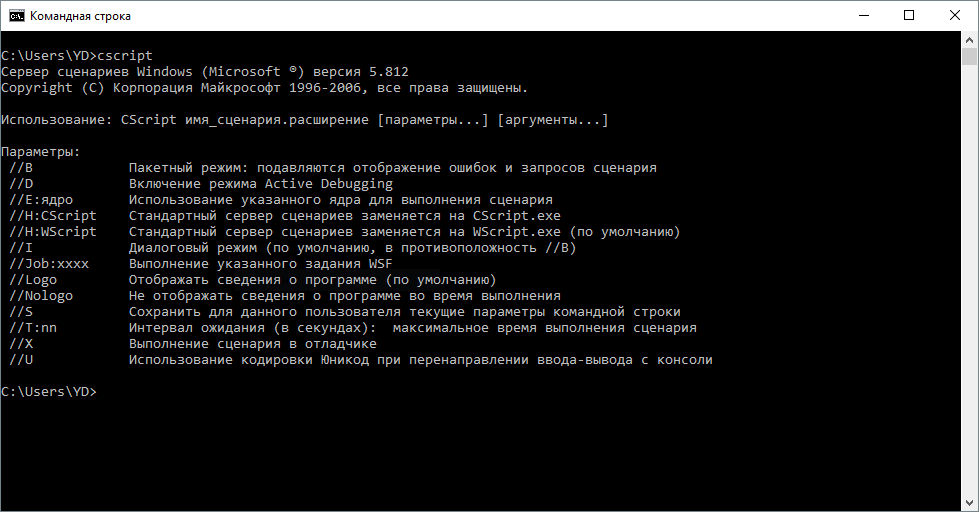 Командная строка
C:\Users\YD>cscript
Сервер сценариев Windows (Microsoft ®) версия 5.812
Copyright (C) Корпорация Майкрософт 1996-2006, все права защищены.
Использование: CScript имя_сценария.расширение [параметры...] [аргументы...]
Параметры:
//B Пакетный режим: подавляются отображение ошибок и запросов сценария
//D Включение режима Active Debugging
//E:ядро Использование указанного ядра для выполнения сценария
//H:CScript Стандартный сервер сценариев заменяется на CScript.exe
//H:WScript Стандартный сервер сценариев заменяется на WScript.exe (по умолчанию)
//I Диалоговый режим (по умолчанию, в противоположность //B)
//Job:xxxx Выполнение указанного задания WSF
//Logo Отображать сведения о программе (по умолчанию)
//Nologo Не отображать сведения о программе во время выполнения
//S Сохранить для данного пользователя текущие параметры командной строки
//T:nn Интервал ожидания (в секундах):  максимальное время выполнения сценария
//X Выполнение сценария в отладчике
//U Использование кодировки Юникод при перенаправлении ввода-вывода с консоли
C:\Users\YD>